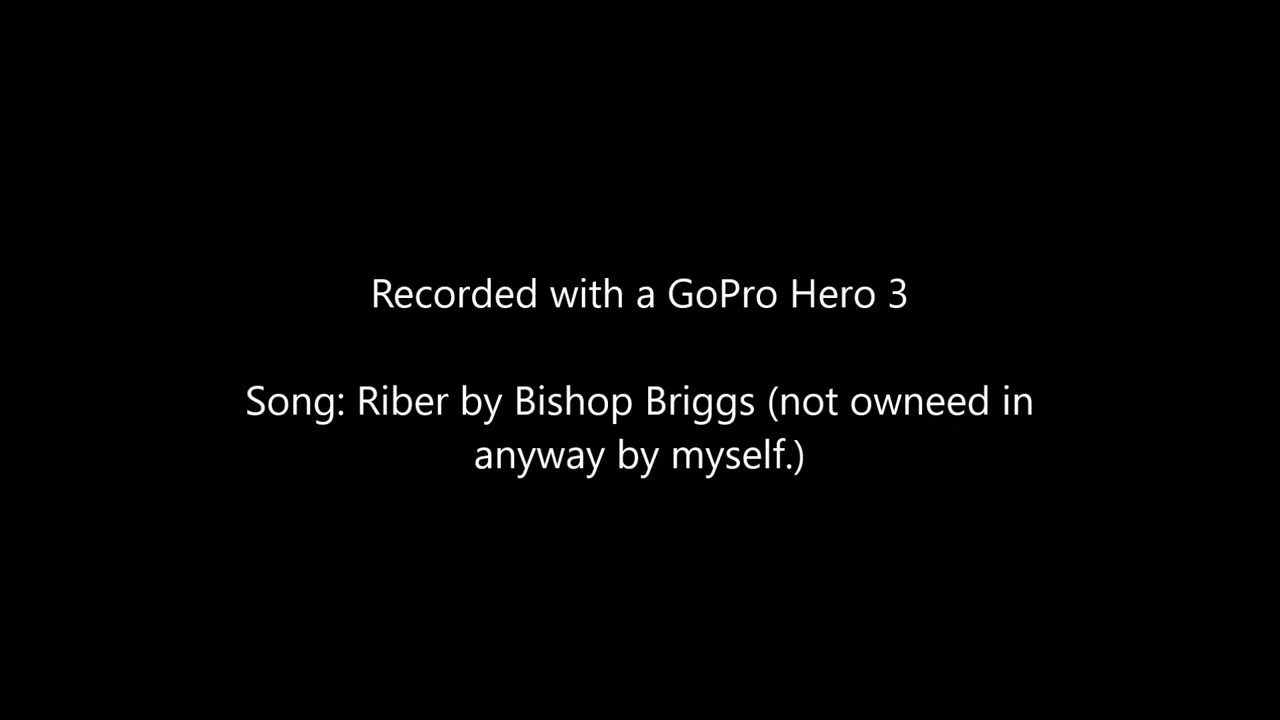 Recorded with a GoPro Hero 3
Song: Riber by Bishop Briggs (not owneed in
anyway by myself.)